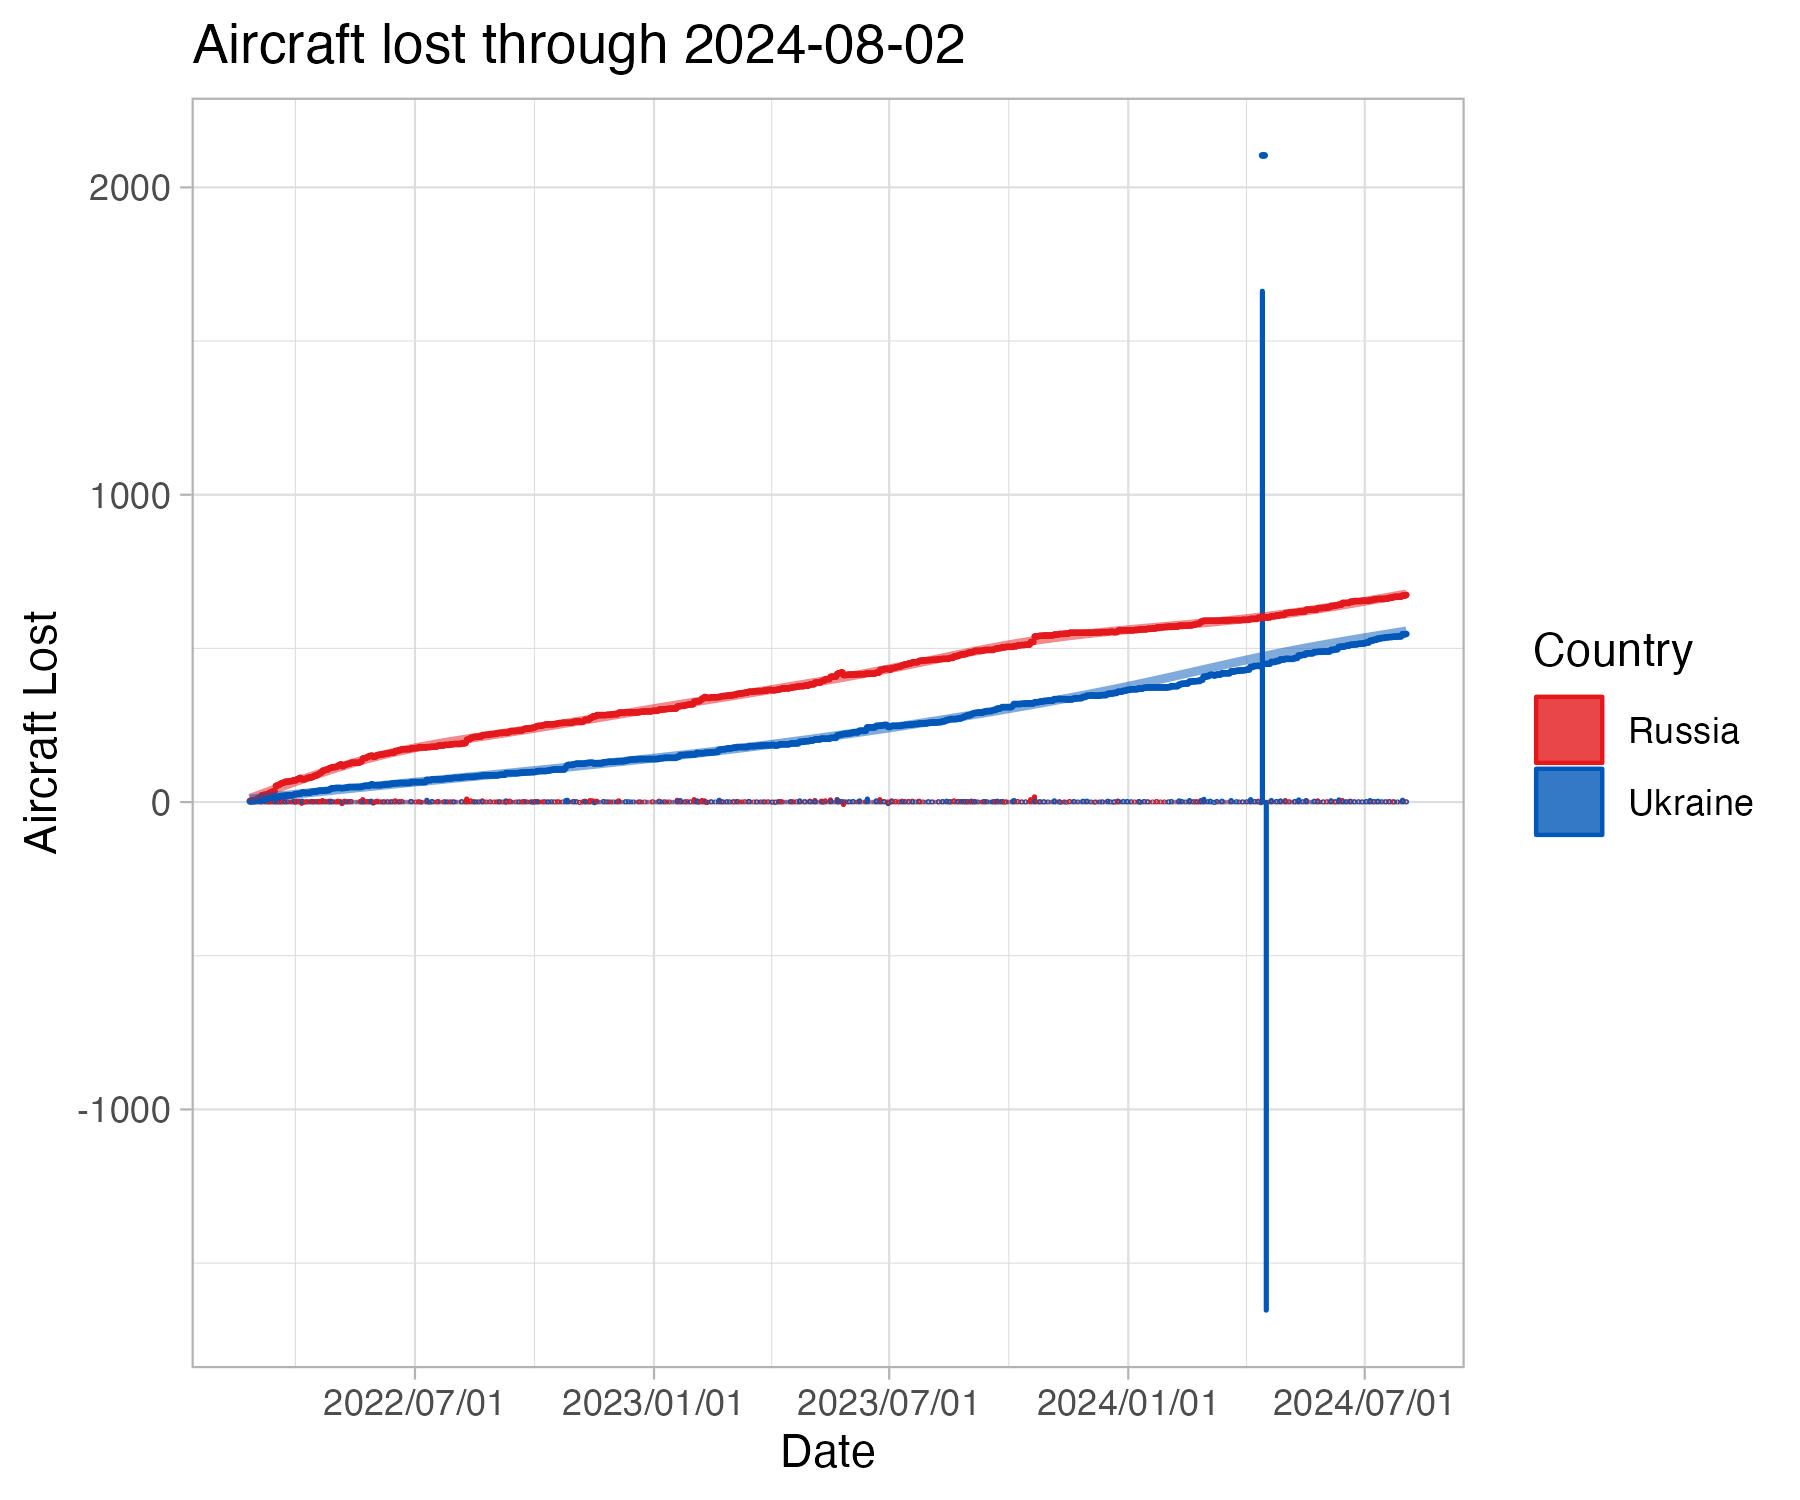 Aircraft lost through 2024-08-02
Aircraft Lost
2000
1000
0
-1000
2022/07/01
2023/01/01
2023/07/01
2024/01/01
2024/07/01
Date
Country
Russia
Ukraine